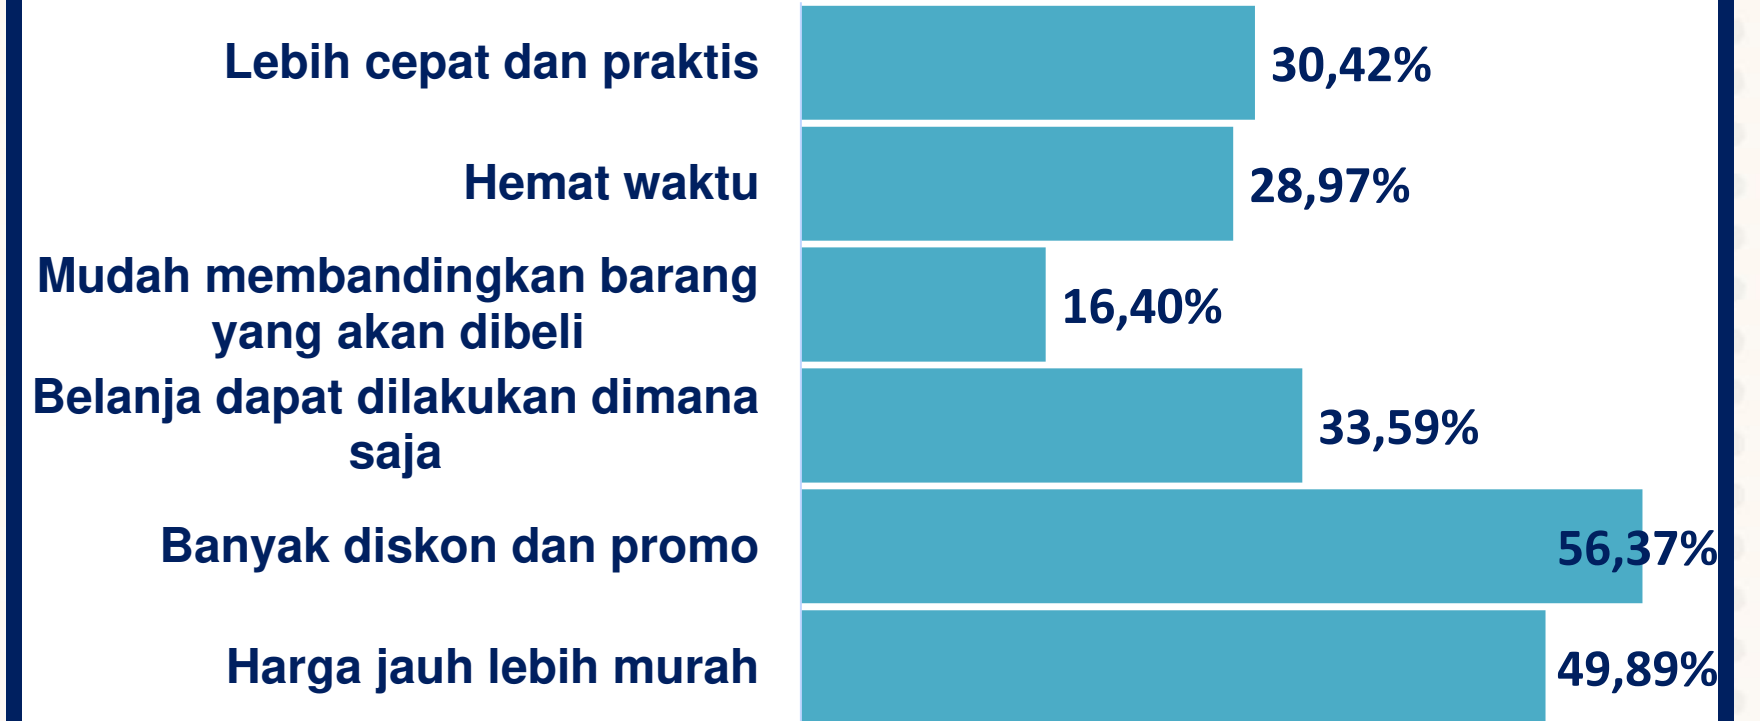 Lebih cepat dan praktis 30,42%
Hemat waktu 28,97%
Mudah membandingkan barang
yang akan dibeli 16,40%
Belanja dapat dilakukan dimana
saja 33,59%
Banyak diskon dan promo 56,37%
Harga jauh lebih murah 49,89%